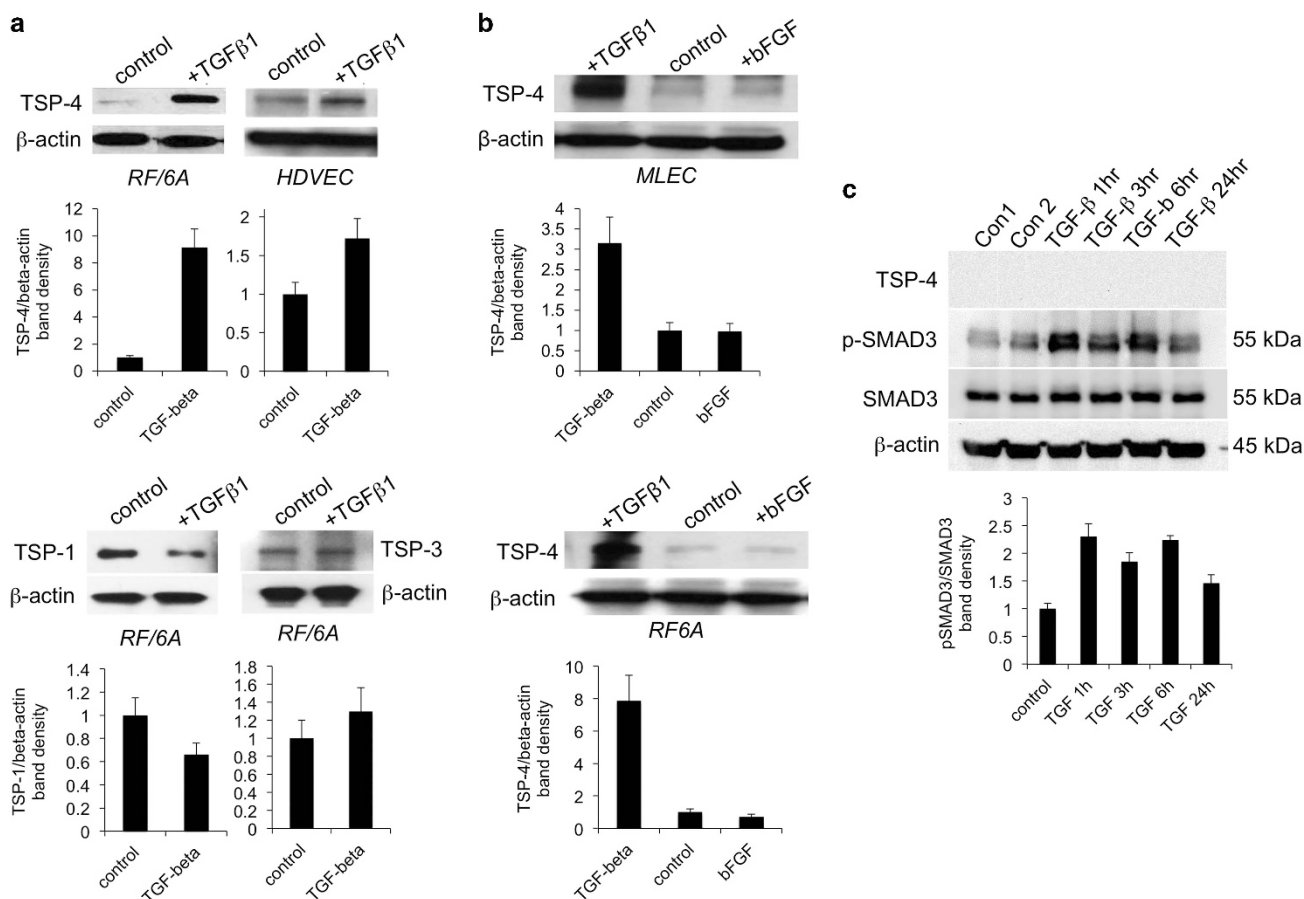 a
control
+TGFβ1
control
+TGFβ1
TSP-4
β-actin
RF/6A
HDVEC
TSP-4/beta-actin
band density
12
10
8
6
4
2
0
control
TGF-beta
2
1.5
1
0.5
0
control
TGF-beta
control
+TGFβ1
control
+TGFβ1
TSP-1
TSP-3
β-actin
β-actin
RF/6A
RF/6A
TSP-1/beta-actin
band density
1.4
1.2
1
0.8
0.6
0.4
0.2
0
control
TGF-beta
1.8
1.6
1.4
1.2
1
0.8
0.6
0.4
0.2
0
control
TGF-beta
b
+TGFβ1
control
+bFGF
TSP-4
β-actin
MLEC
TSP-4/beta-actin
band density
4
3.5
3
2.5
2
1.5
1
0.5
0
TGF-beta
control
bFGF
+TGFβ1
control
+bFGF
TSP-4
β-actin
RF6A
TSP-4/beta-actin
band density
10
8
6
4
2
0
TGF-beta
control
bFGF
c
Con1
Con 2
TGF-β 1hr
TGF-β 3hr
TGF-b 6hr
TGF-β 24hr
TSP-4
p-SMAD3 55 kDa
SMAD3 55 kDa
β-actin 45 kDa
pSMAD3/SMAD3
band density
3
2.5
2
1.5
1
0.5
0
control
TGF 1h
TGF 3h
TGF 6h
TGF 24h